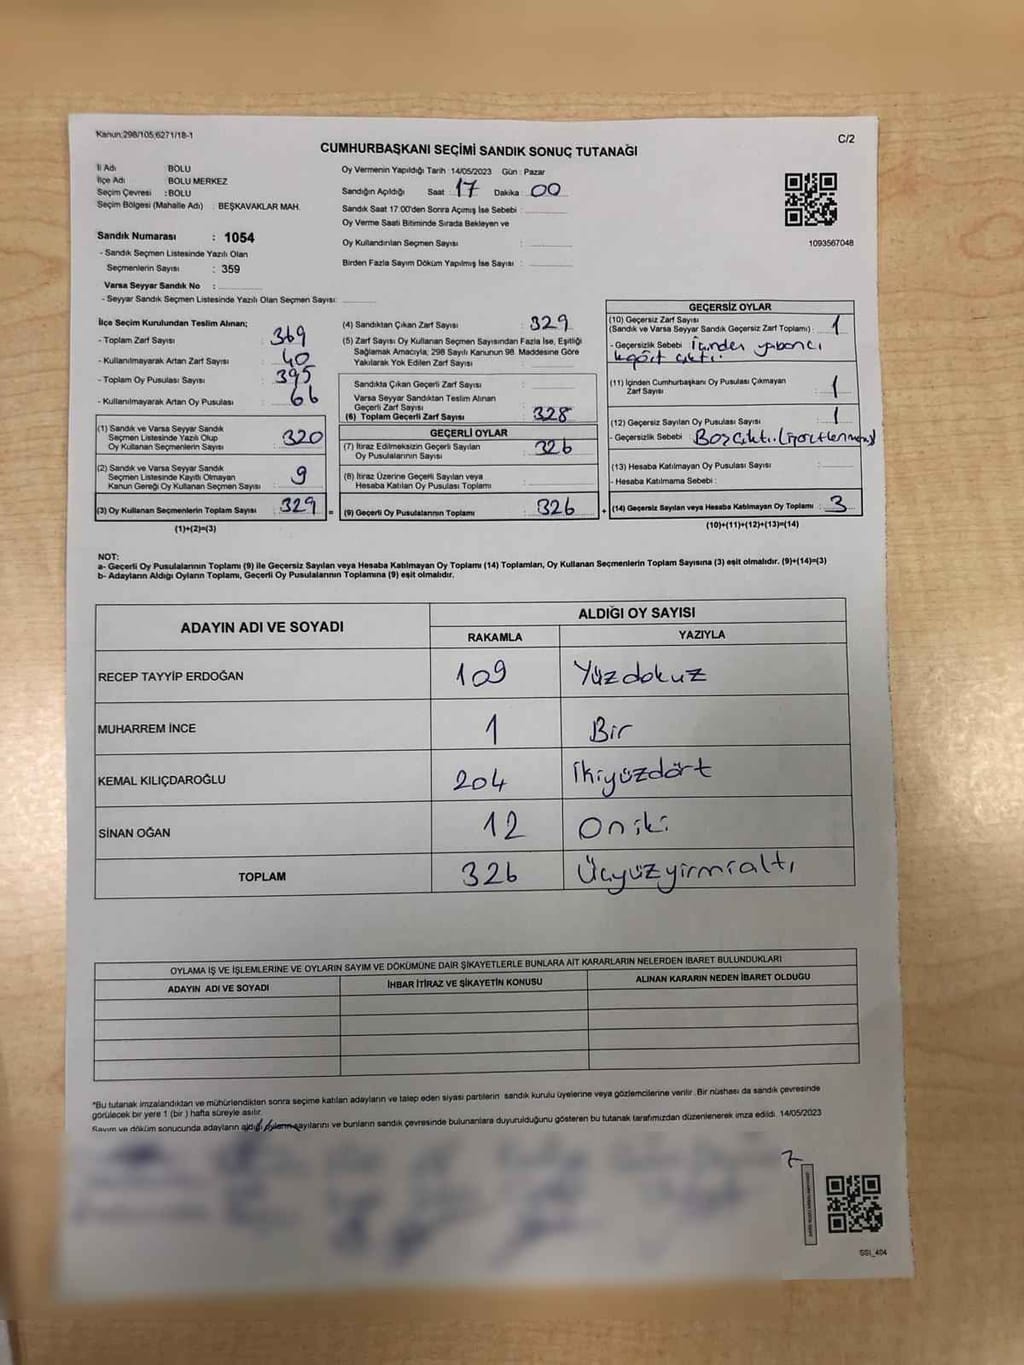 Kanun:298/105,6271/18-1
C/2
CUMHURBAŞKANI SEÇİMİ SANDIK SONUÇ TUTANAĞI
İl Adı : BOLU
İlçe Adı : BOLU MERKEZ
Seçim Çevresi : BOLU
Seçim Bölgesi (Mahalle Adı) : BEŞKAVAKLAR MAH.
Sandık Numarası : 1054
- Sandık Seçmen Listesinde Yazılı Olan
Seçmenlerin Sayısı : 359
Varsa Seyyar Sandık No :
- Seyyar Sandık Seçmen Listesinde Yazılı Olan Seçmen Sayısı:
Oy Vermenin Yapıldığı Tarih : 14/05/2023 Gün : Pazar
Sandığın Açıldığı Saat : 17 Dakika : 00
Sandık Saat 17.00'den Sonra Açımış İse Sebebi :
Oy Verme Saati Bitiminde Sırada Bekleyen ve
Oy Kullandırılan Seçmen Sayısı :
Birden Fazla Sayım Döküm Yapılmış İse Sayısı :
1093567048
İlçe Seçim Kurulundan Teslim Alınan;
- Toplam Zarf Sayısı : 369
- Kullanılmayarak Artan Zarf Sayısı : 40
- Toplam Oy Pusulası Sayısı : 395
- Kullanılmayarak Artan Oy Pusulası : 66
(1) Sandık ve Varsa Seyyar Sandık
Seçmen Listesinde Yazılı Olup
Oy Kullanan Seçmenlerin Sayısı : 320
(2) Sandık ve Varsa Seyyar Sandık
Seçmen Listesinde Kayıtlı Olmayan
Kanun Gereği Oy Kullanan Seçmen Sayısı : 9
(3) Oy Kullanan Seçmenlerin Toplam Sayısı : 329 =
(1)+(2)=(3)
(4) Sandıktan Çıkan Zarf Sayısı : 329
(5) Zarf Sayısı Oy Kullanan Seçmen Sayısından Fazla İse, Eşitliği
Sağlamak Amacıyla; 298 Sayılı Kanunun 98. Maddesine Göre
Yakılarak Yok Edilen Zarf Sayısı :
Sandıkta Çıkan Geçerli Zarf Sayısı :
Varsa Seyyar Sandıktan Teslim Alınan
Geçerli Zarf Sayısı :
(6) Toplam Geçerli Zarf Sayısı : 328
GEÇERLİ OYLAR
(7) İtiraz Edilmeksizin Geçerli Sayılan
Oy Pusulalarının Sayısı : 326
(8) İtiraz Üzerine Geçerli Sayılan veya
Hesaba Katılan Oy Pusulası Toplamı :
(9) Geçerli Oy Pusulalarının Toplamı : 326 +
GEÇERSİZ OYLAR
(10) Geçersiz Zarf Sayısı
(Sandık ve Varsa Seyyar Sandık Geçersiz Zarf Toplamı) : 1
- Geçersizlik Sebebi : İçinden yabancı
kağıt çıktı.
(11) İçinden Cumhurbaşkanı Oy Pusulası Çıkmayan
Zarf Sayısı : 1
(12) Geçersiz Sayılan Oy Pusulası Sayısı : 1
- Geçersizlik Sebebi : Boş çıktı.
(13) Hesaba Katılmayan Oy Pusulası Sayısı :
- Hesaba Katılmama Sebebi :
(14) Geçersiz Sayılan veya Hesaba Katılmayan Oy Toplamı : 3
(10)+(11)+(12)+(13)=(14)
NOT:
a- Geçerli Oy Pusulalarının Toplamı (9) ile Geçersiz Sayılan veya Hesaba Katılmayan Oy Toplamı (14) Toplamları, Oy Kullanan Seçmenlerin Toplam Sayısına (3) eşit olmalıdır. (9)+(14)=(3)
b- Adayların Aldığı Oyların Toplamı, Geçerli Oy Pusulalarının Toplamına (9) eşit olmalıdır.
ADAYIN ADI VE SOYADI
ALDIĞI OY SAYISI
RAKAMLA YAZIYLA
RECEP TAYYİP ERDOĞAN 109 Yüzdokuz
MUHARREM İNCE 1 Bir
KEMAL KILIÇDAROĞLU 204 İkiyüzdört
SİNAN OĞAN 12 Oniki
TOPLAM 326 Üçyüzyirmialtı
OYLAMA İŞ VE İŞLEMLERİNE VE OYLARIN SAYIM VE DÖKÜMÜNE DAİR ŞİKAYETLERLE BUNLARA AİT KARARLARIN NELERDEN İBARET BULUNDUKLARI
ADAYIN ADI VE SOYADI İHBAR İTİRAZ VE ŞİKAYETİN KONUSU ALINAN KARARIN NEDEN İBARET OLDUĞU
*Bu tutanak imzalandıktan ve mühürlendikten sonra seçime katılan adayların ve talep eden siyasi partilerin sandık kurulu üyelerine veya gözlemcilerine verilir. Bir nüshası da sandık çevresinde
görülecek bir yere 1 (bir ) hafta süreyle asılır.
Sayım ve döküm sonucunda adayların aldığı oyların sayılarını ve bunların sandık çevresinde bulunanlara duyurulduğunu gösteren bu tutanak tarafımızdan düzenlenerek imza edildi. 14/05/2023
7
SSI_404